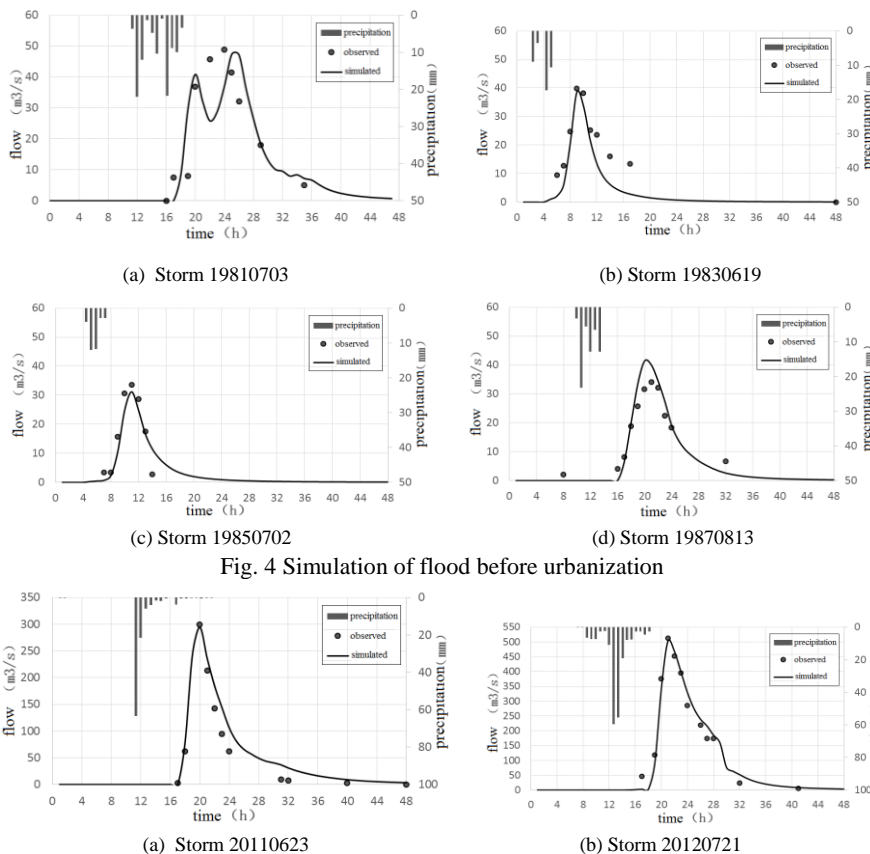 60
50
40
30
20
10
0
flow （m3/s）
0
10
20
30
40
50
precipitation(mm)
precipitation
observed
simulated
0 4 8 12 16 20 24 28 32 36 40 44 48
time （h）
(a) Storm 19810703
60
50
40
30
20
10
0
flow （m3/s）
0
10
20
30
40
50
precipitation(mm)
precipitation
observed
simulated
0 4 8 12 16 20 24 28 32 36 40 44 48
time （h）
(b) Storm 19830619
60
50
40
30
20
10
0
flow （m3/s）
0
10
20
30
40
50
precipitation(mm)
precipitation
observed
simulated
0 4 8 12 16 20 24 28 32 36 40 44 48
time （h）
(c) Storm 19850702
60
50
40
30
20
10
0
flow （m3/s）
0
10
20
30
40
50
precipitation(mm)
precipitation
observed
simulated
0 4 8 12 16 20 24 28 32 36 40 44 48
time （h）
(d) Storm 19870813
Fig. 4 Simulation of flood before urbanization
350
300
250
200
150
100
50
0
flow （m3/s）
0
20
40
60
80
100
precipitation(mm)
precipitation
observed
simulated
0 4 8 12 16 20 24 28 32 36 40 44 48
time （h）
(a) Storm 20110623
550
500
450
400
350
300
250
200
150
100
50
0
flow （m3/s）
0
20
40
60
80
100
precipitation(mm)
precipitation
observed
simulated
0 4 8 12 16 20 24 28 32 36 40 44 48
time （h）
(b) Storm 20120721